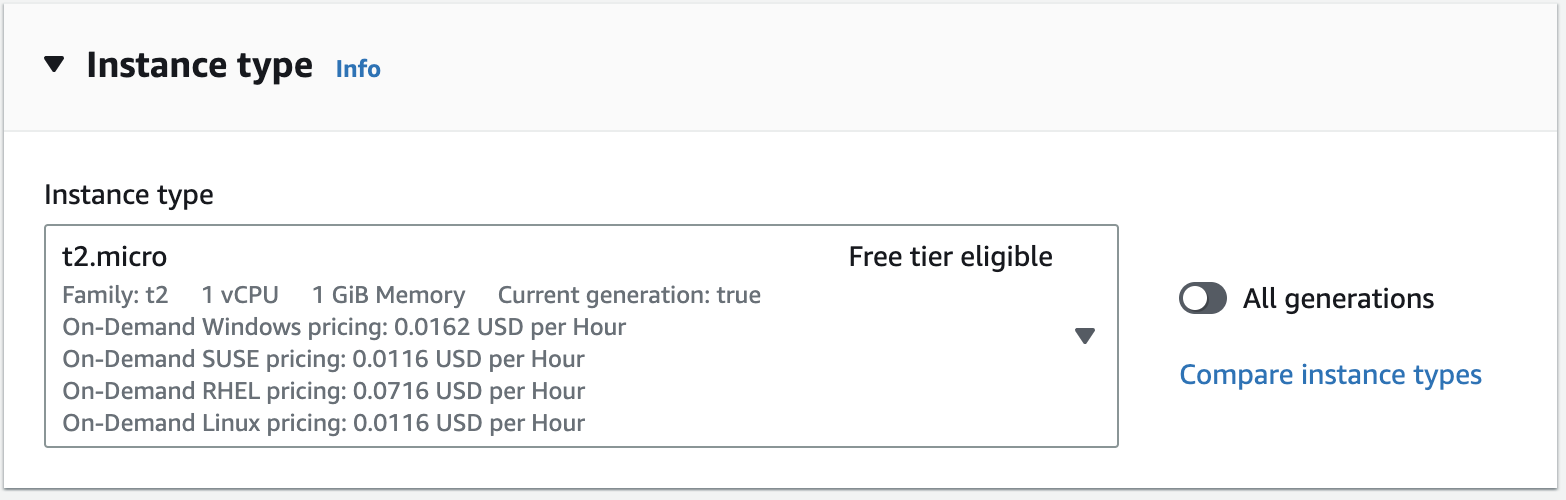 Instance type Info
Instance type
t2.micro Free tier eligible
Family: t2 1 vCPU 1 GiB Memory Current generation: true
On-Demand Windows pricing: 0.0162 USD per Hour
On-Demand SUSE pricing: 0.0116 USD per Hour
On-Demand RHEL pricing: 0.0716 USD per Hour
On-Demand Linux pricing: 0.0116 USD per Hour
All generations
Compare instance types